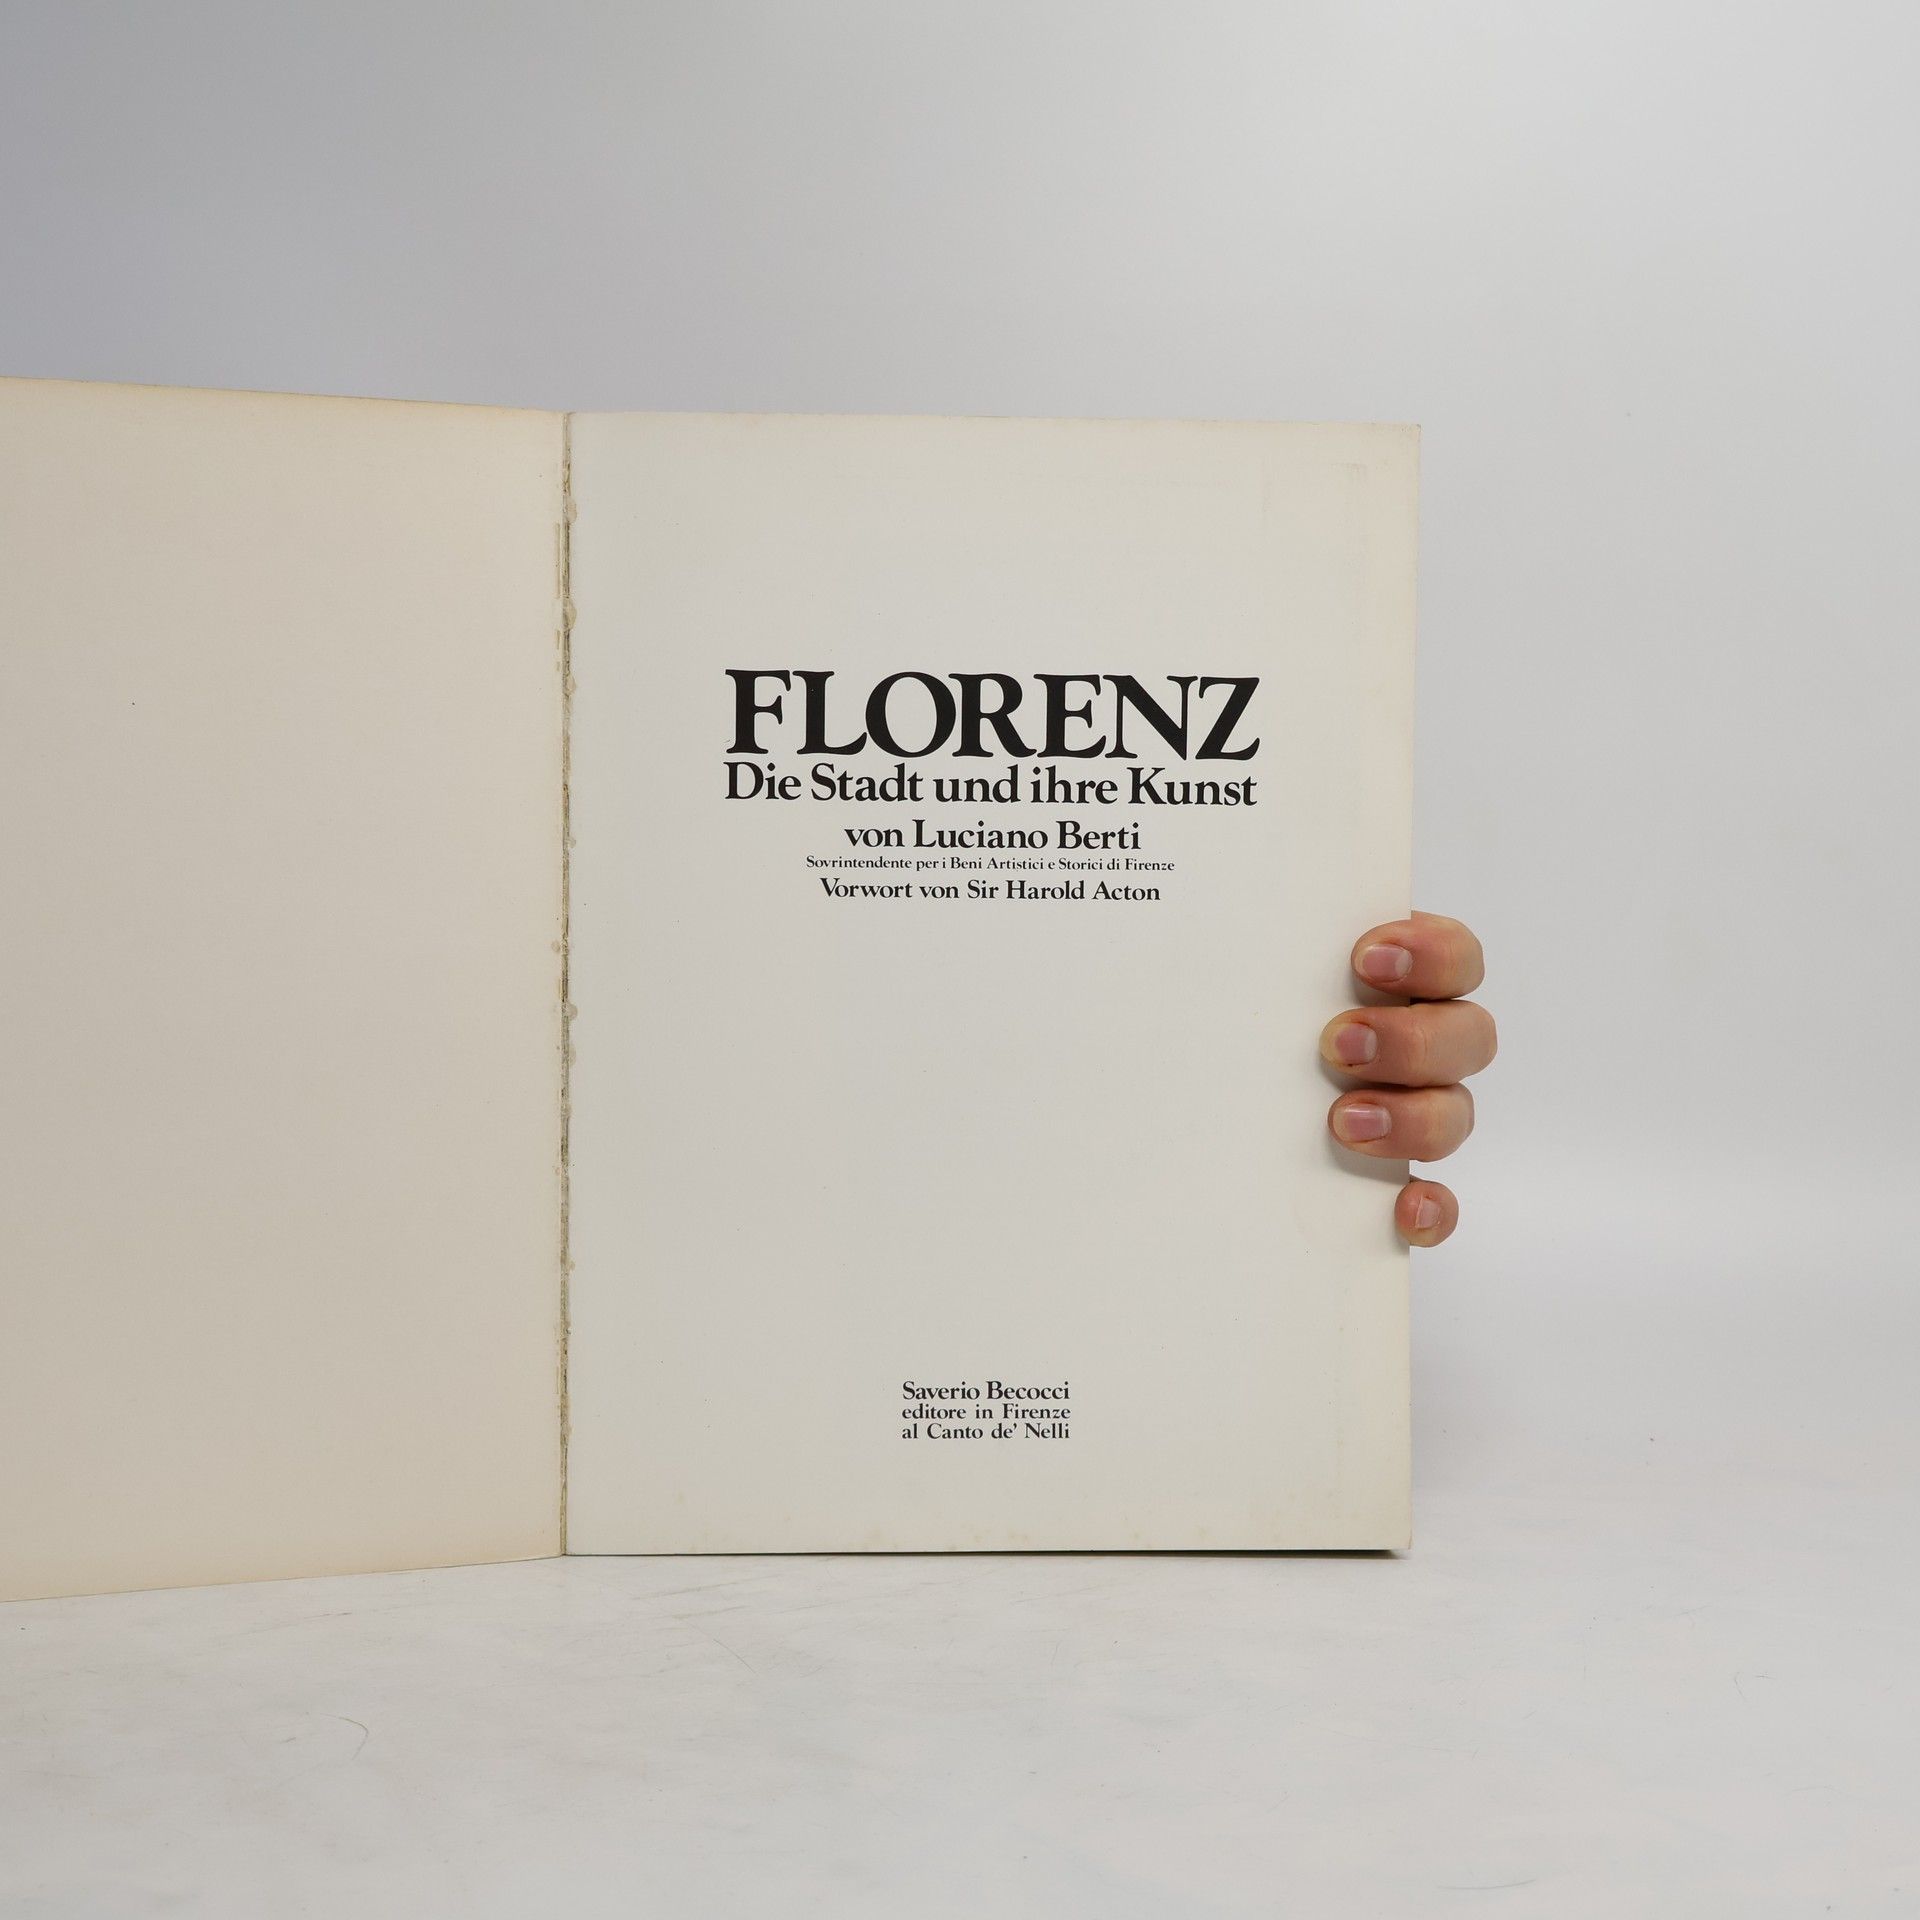 FLORENZ
Die Stadt und ihre Kunst
von Luciano Berti
Sovrintendente per i Beni Artistici e Storici di Firenze
Vorwort von Sir Harold Acton
Saverio Becocci
editore in Firenze
al Canto de' Nelli